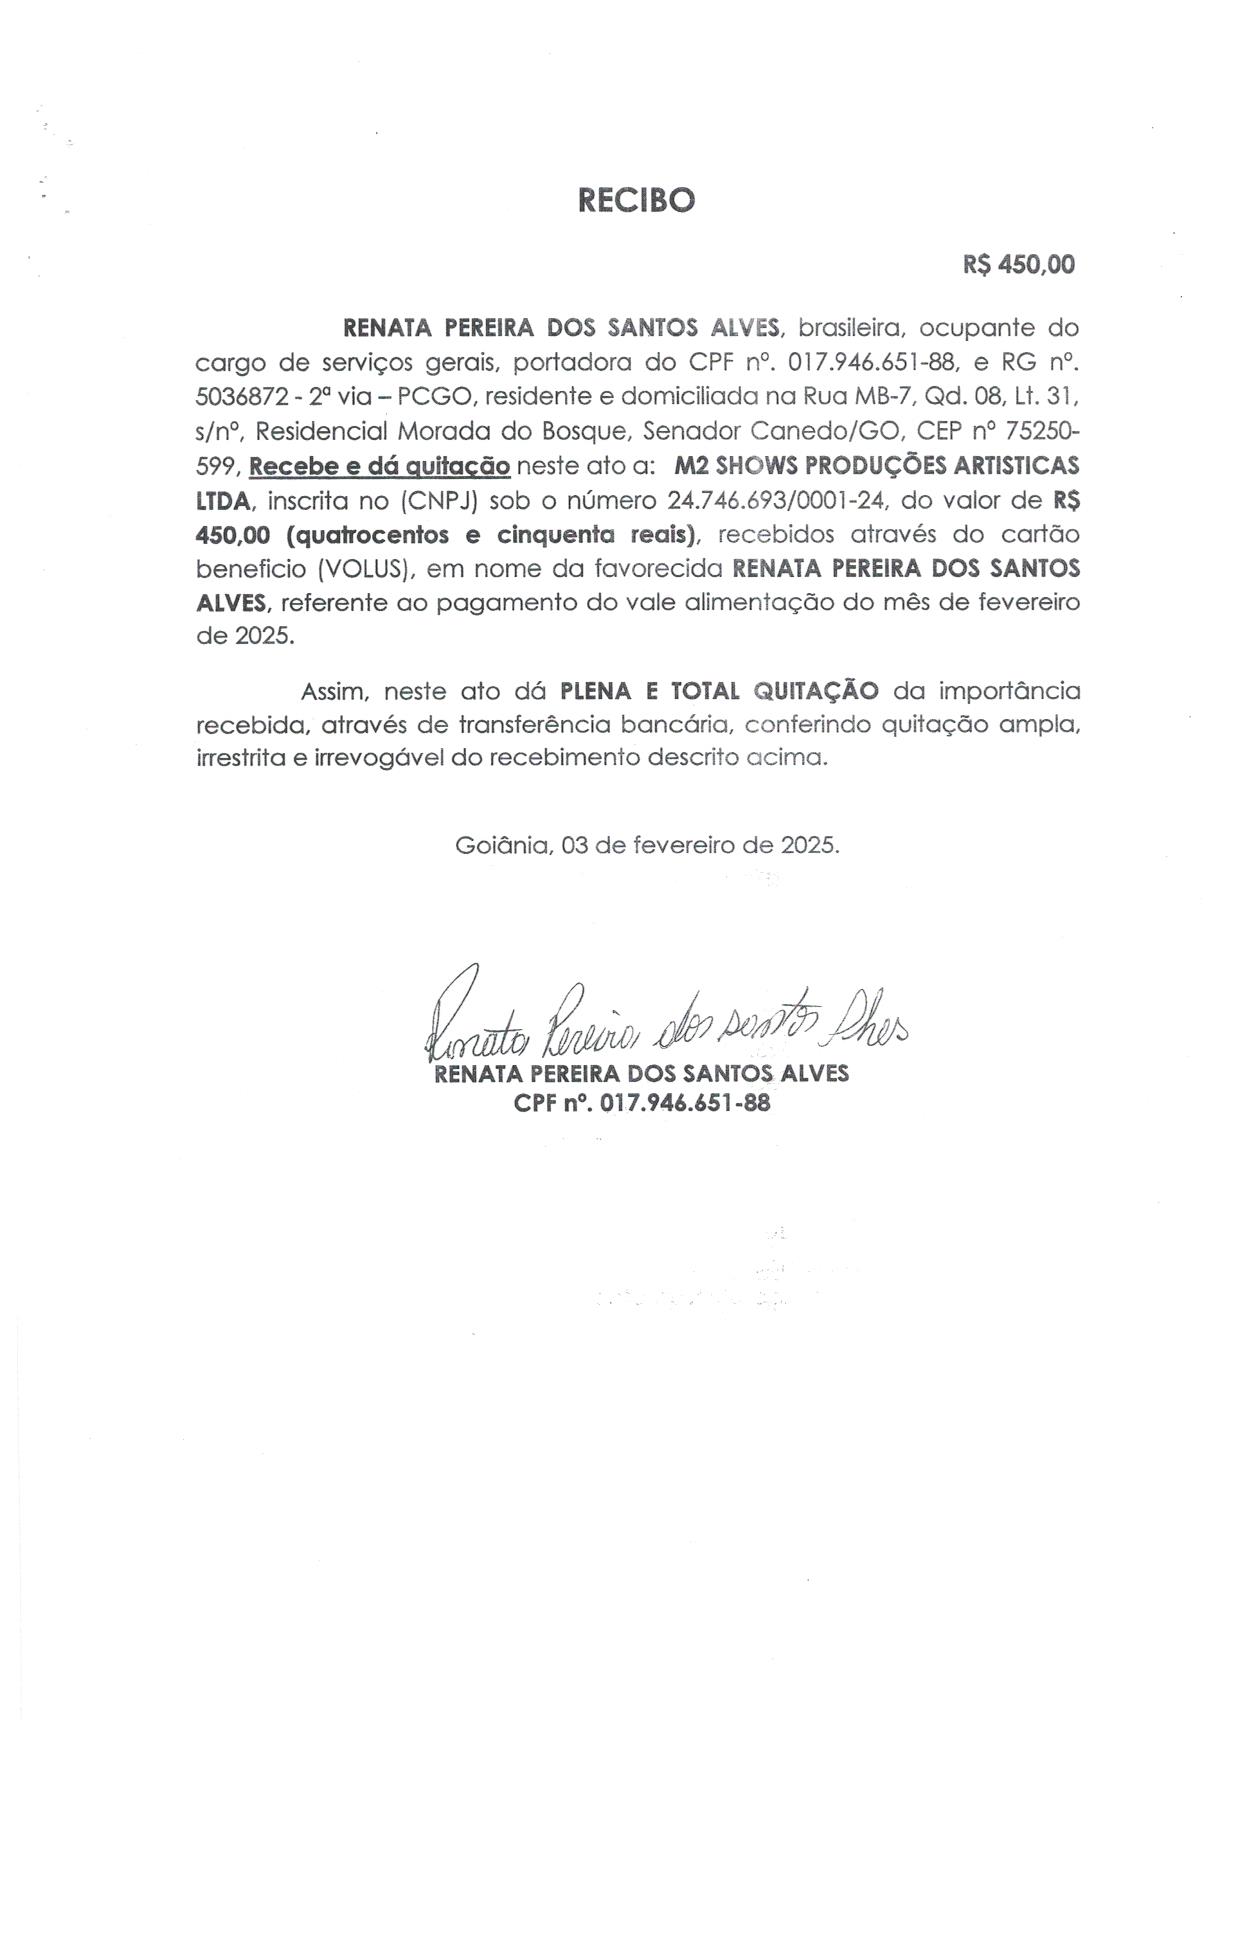 RECIBO
R$ 450,00
RENATA PEREIRA DOS SANTOS ALVES, brasileira, ocupante do
cargo de serviços gerais, portadora do CPF nº. 017.946.651-88, e RG nº.
5036872 - 2ª via – PCGO, residente e domiciliada na Rua MB-7, Qd. 08, Lt. 31,
s/nº, Residencial Morada do Bosque, Senador Canedo/GO, CEP nº 75250-
599, Recebe e dá quitação neste ato a: M2 SHOWS PRODUÇÕES ARTISTICAS
LTDA, inscrita no (CNPJ) sob o número 24.746.693/0001-24, do valor de R$
450,00 (quatrocentos e cinquenta reais), recebidos através do cartão
beneficio (VOLUS), em nome da favorecida RENATA PEREIRA DOS SANTOS
ALVES, referente ao pagamento do vale alimentação do mês de fevereiro
de 2025.
Assim, neste ato dá PLENA E TOTAL QUITAÇÃO da importância
recebida, através de transferência bancária, conferindo quitação ampla,
irrestrita e irrevogável do recebimento descrito acima.
Goiânia, 03 de fevereiro de 2025.
Renata Pereira dos santos Alves
RENATA PEREIRA DOS SANTOS ALVES
CPF nº. 017.946.651-88